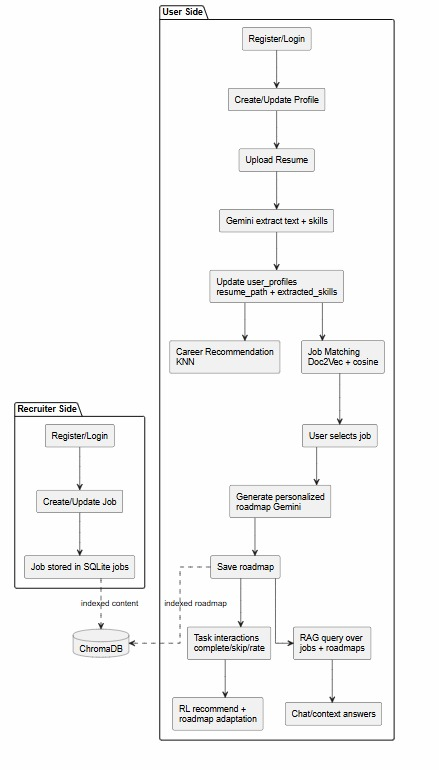 User Side
Register/Login
Create/Update Profile
Upload Resume
Gemini extract text + skills
Update user_profiles
resume_path + extracted_skills
Career Recommendation
KNN
Job Matching
Doc2Vec + cosine
Recruiter Side
Register/Login
User selects job
Create/Update Job
Generate personalized
roadmap Gemini
Job stored in SQLite jobs
Save roadmap
indexed content
indexed roadmap
ChromaDB
Task interactions
complete/skip/rate
RAG query over
jobs + roadmaps
RL recommend +
roadmap adaptation
Chat/context answers